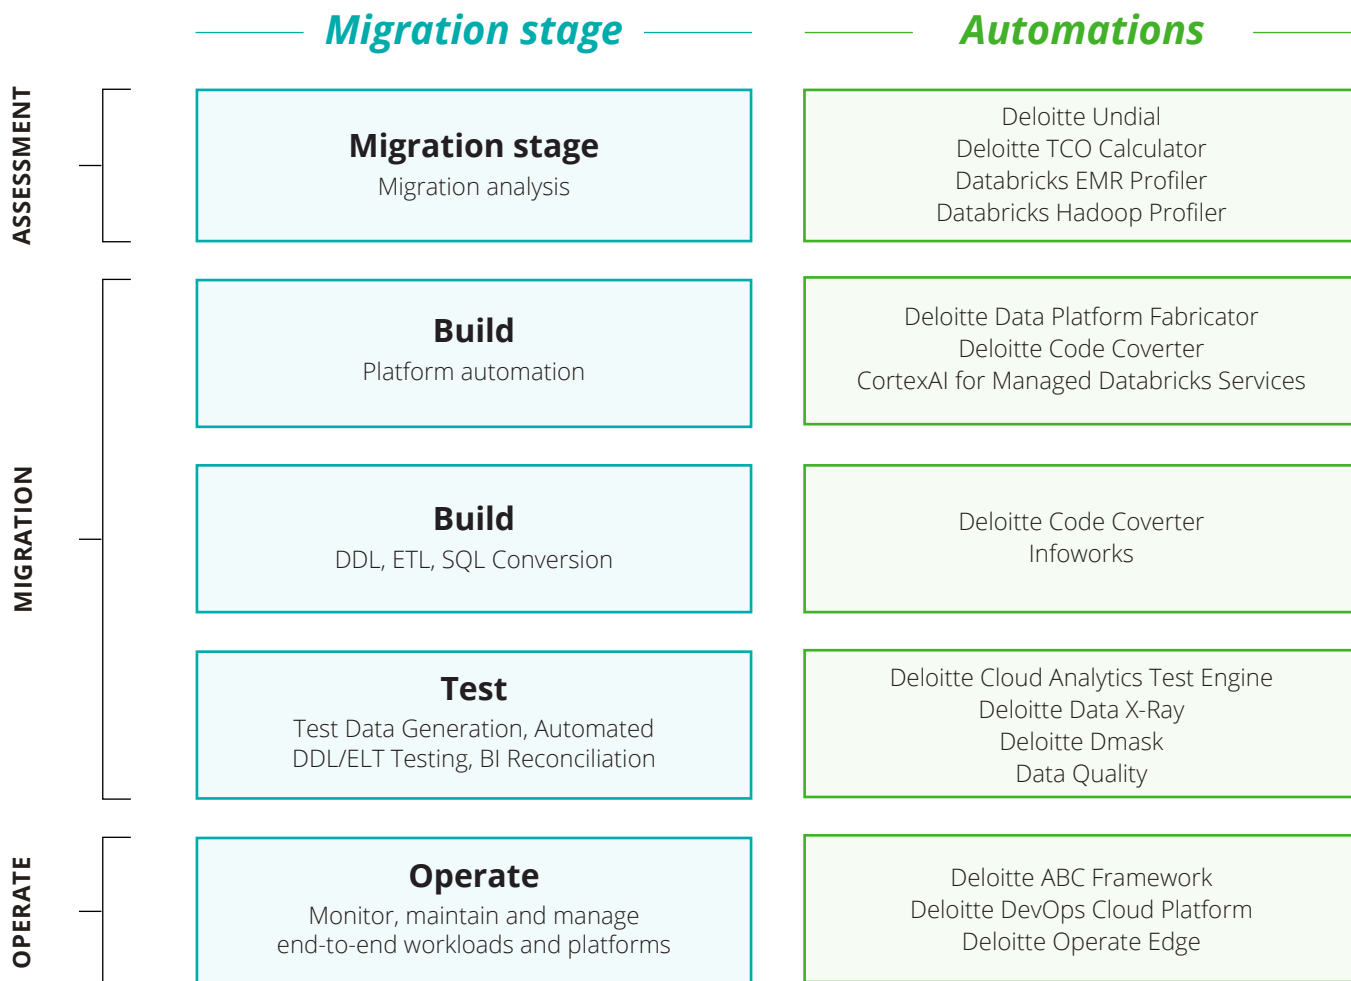 Migration stage
Automations
ASSESSMENT
Migration stage
Migration analysis
Deloitte Undial
Deloitte TCO Calculator
Databricks EMR Profiler
Databricks Hadoop Profiler
MIGRATION
Build
Platform automation
Deloitte Data Platform Fabricator
Deloitte Code Coverter
CortexAI for Managed Databricks Services
Build
DDL, ETL, SQL Conversion
Deloitte Code Coverter
Infoworks
Test
Test Data Generation, Automated
DDL/ELT Testing, BI Reconciliation
Deloitte Cloud Analytics Test Engine
Deloitte Data X-Ray
Deloitte Dmask
Data Quality
OPERATE
Operate
Monitor, maintain and manage
end-to-end workloads and platforms
Deloitte ABC Framework
Deloitte DevOps Cloud Platform
Deloitte Operate Edge